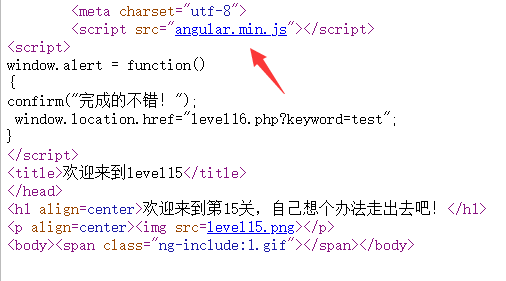 <meta charset="utf-8">
<script src="angular.min.js"></script>
<script>
window.alert = function()
{
confirm("完成的不错！");
 window.location.href="level16.php?keyword=test";
}
</script>
<title>欢迎来到level15</title>
</head>
<h1 align=center>欢迎来到第15关，自己想个办法走出去吧！</h1>
<p align=center><img src=level15.png></p>
<body><span class="ng-include:1.gif"></span></body>